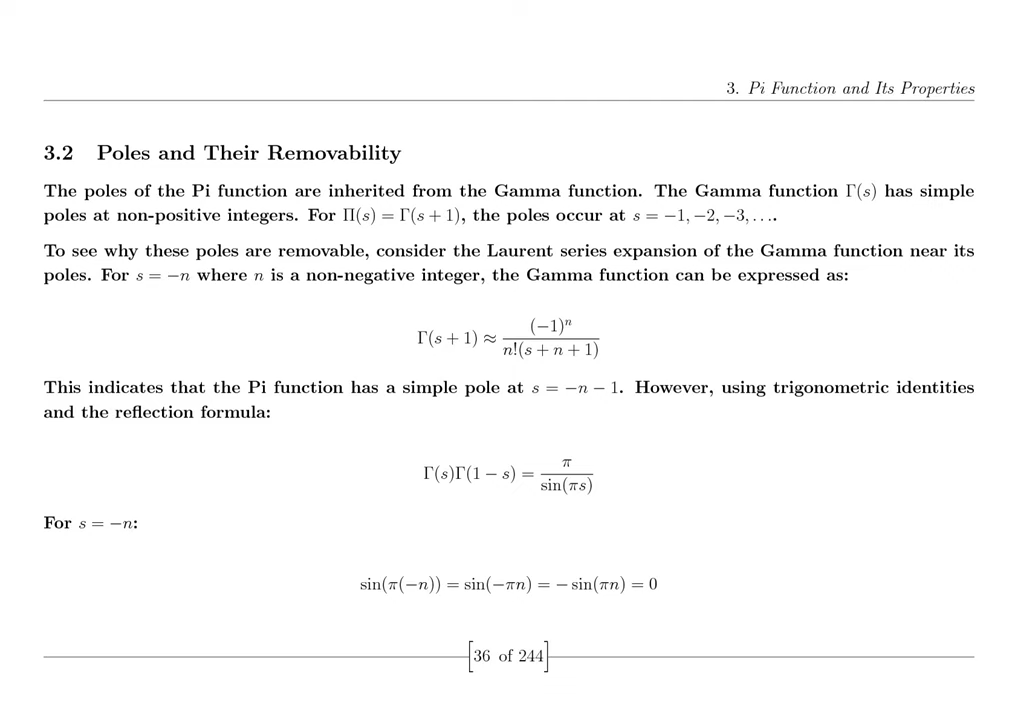 3. Pi Function and Its Properties
3.2 Poles and Their Removability
The poles of the Pi function are inherited from the Gamma function. The Gamma function Γ(s) has simple
poles at non-positive integers. For Π(s) = Γ(s + 1), the poles occur at s = −1, −2, −3, . . ..
To see why these poles are removable, consider the Laurent series expansion of the Gamma function near its
poles. For s = −n where n is a non-negative integer, the Gamma function can be expressed as:
Γ(s + 1) ≈ (−1)ⁿ / n!(s + n + 1)
This indicates that the Pi function has a simple pole at s = −n − 1. However, using trigonometric identities
and the reflection formula:
Γ(s)Γ(1 − s) = π / sin(πs)
For s = −n:
sin(π(−n)) = sin(−πn) = − sin(πn) = 0
[36 of 244]